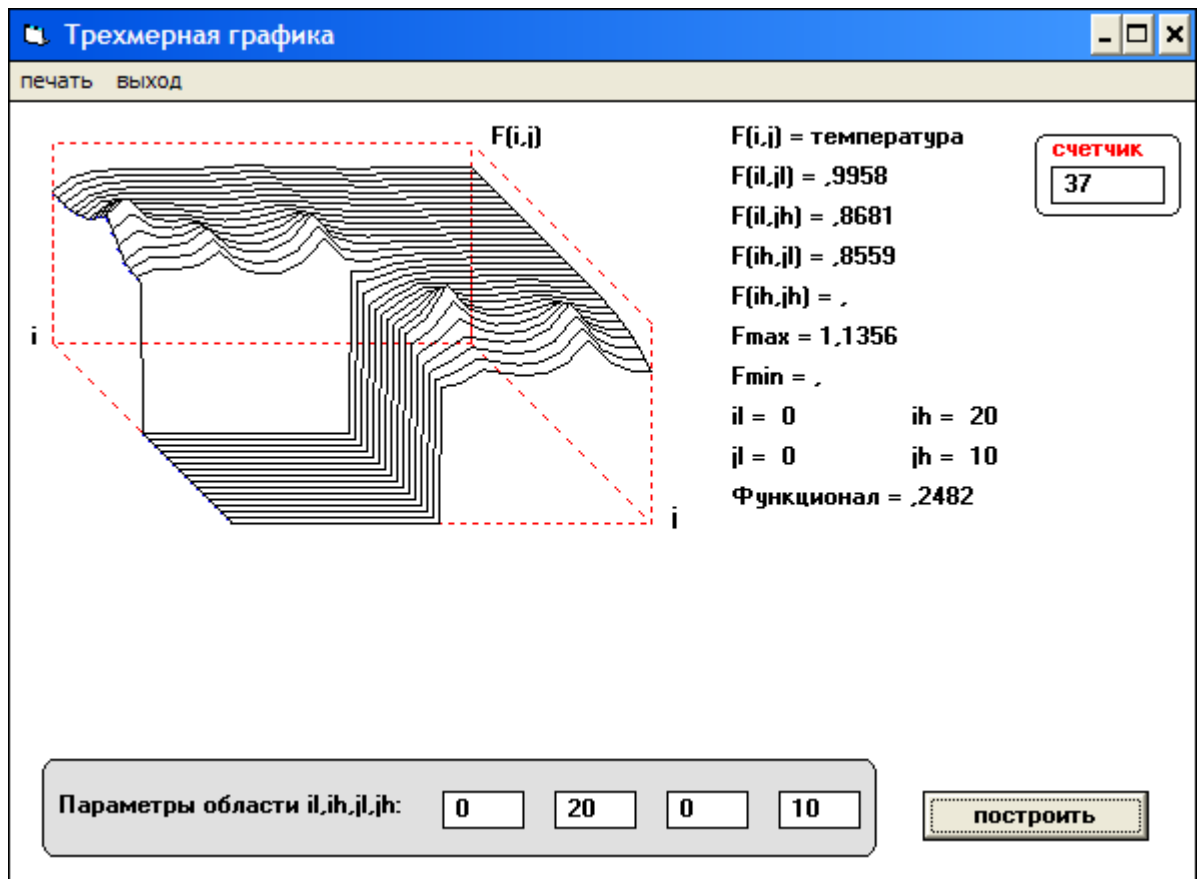 Трехмерная графика
печать выход
F(i,j)
i
j
F(i,j) = температура
F(il,jl) = ,9958
F(il,jh) = ,8681
F(ih,jl) = ,8559
F(ih,jh) = ,
Fmax = 1,1356
Fmin = ,
il = 0 ih = 20
jl = 0 jh = 10
Функционал = ,2482
счетчик
37
Параметры области il,ih,jl,jh: 0 20 0 10
построить